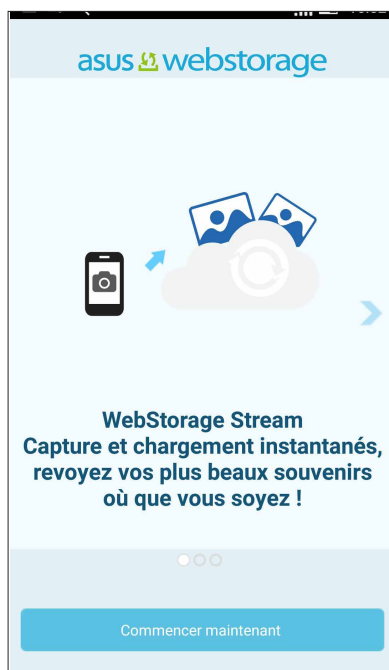 asus webstorage
WebStorage Stream
Capture et chargement instantanés,
revoyez vos plus beaux souvenirs
où que vous soyez !
Commencer maintenant